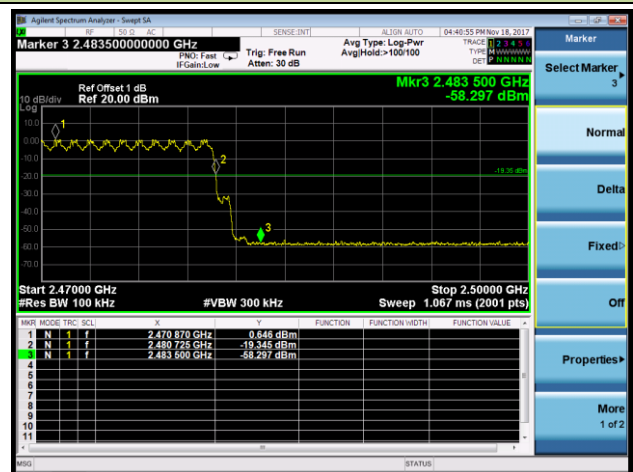 Agilent Spectrum Analyzer - Swept SA
RF 50 Ω AC SENSE:INT ALIGN AUTO 04:40:55 PM Nov 18, 2017
Marker 3 2.483500000000 GHz
PNO: Fast
IFGain:Low
Trig: Free Run
Atten: 30 dB
Avg Type: Log-Pwr
Avg|Hold:>100/100
TRACE 1 2 3 4 5 6
TYPE M WWWWW
DET P N N N N N
Ref Offset 1 dB
Ref 20.00 dBm
10 dB/div
Log
Mkr3 2.483 500 GHz
-58.297 dBm
10.0
0.00
-10.0
-20.0
-30.0
-40.0
-50.0
-60.0
-70.0
1
2
3
-19.35 dBm
Start 2.47000 GHz
Stop 2.50000 GHz
#Res BW 100 kHz
#VBW 300 kHz
Sweep 1.067 ms (2001 pts)
MKR MODE TRC SCL X Y FUNCTION FUNCTION WIDTH FUNCTION VALUE
1 N 1 f 2.470 870 GHz 0.646 dBm
2 N 1 f 2.480 725 GHz -19.345 dBm
3 N 1 f 2.483 500 GHz -58.297 dBm
4
5
6
7
8
9
10
11
MSG
STATUS
Marker
Select Marker
3
Normal
Delta
Fixed
Off
Properties
More
1 of 2